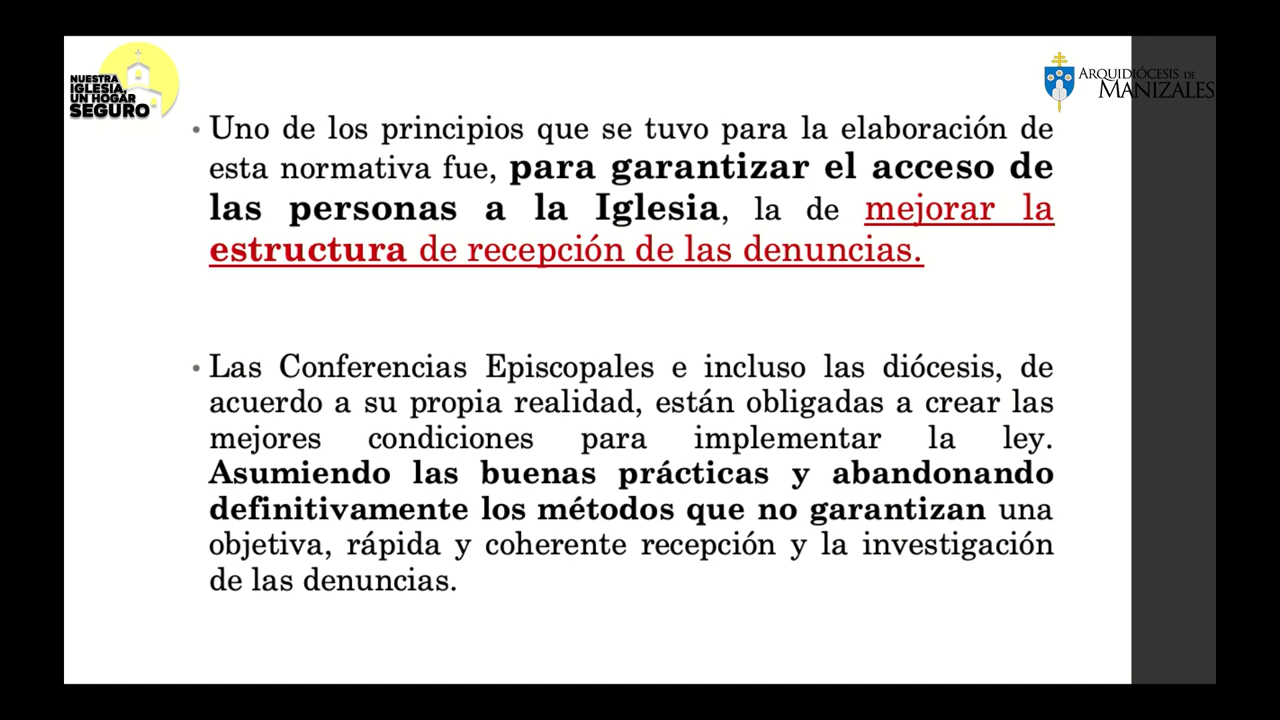 NUESTRA
IGLESIA,
UN HOGAR
SEGURO
ARQUIDIÓCESIS DE
MANIZALES
• Uno de los principios que se tuvo para la elaboración de
esta normativa fue, para garantizar el acceso de
las personas a la Iglesia, la de mejorar la
estructura de recepción de las denuncias.
• Las Conferencias Episcopales e incluso las diócesis, de
acuerdo a su propia realidad, están obligadas a crear las
mejores condiciones para implementar la ley.
Asumiendo las buenas prácticas y abandonando
definitivamente los métodos que no garantizan una
objetiva, rápida y coherente recepción y la investigación
de las denuncias.